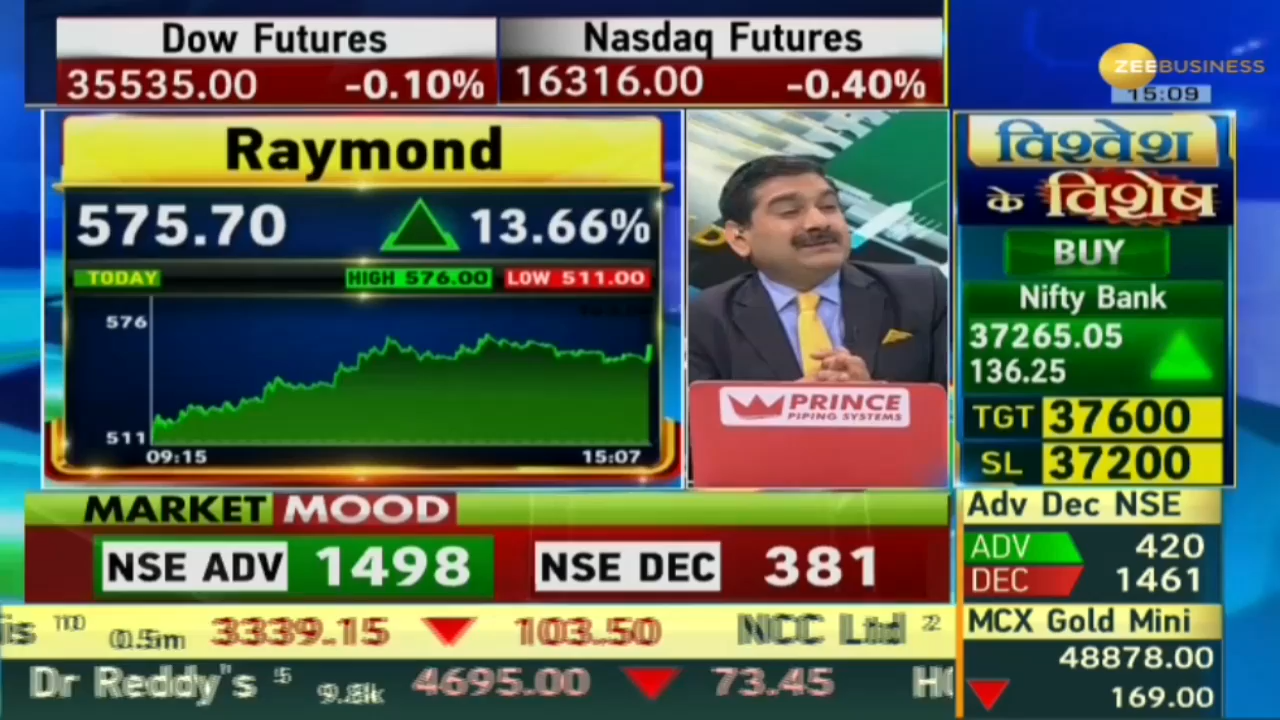 Dow Futures
35535.00 -0.10%
Nasdaq Futures
16316.00 -0.40%
ZEEBUSINESS
15:09
Raymond
575.70 13.66%
TODAY HIGH 576.00 LOW 511.00
576
511
09:15 15:07
PRINCE
PIPING SYSTEMS
विश्वेश
के विशेष
BUY
Nifty Bank
37265.05
136.25
TGT 37600
SL 37200
MARKET MOOD
NSE ADV 1498 NSE DEC 381
Adv Dec NSE
ADV 420
DEC 1461
MCX Gold Mini
48878.00
169.00
is 0.5m 3339.15 103.50 NCC Ltd 22
Dr Reddy's 9.8k 4695.00 73.45